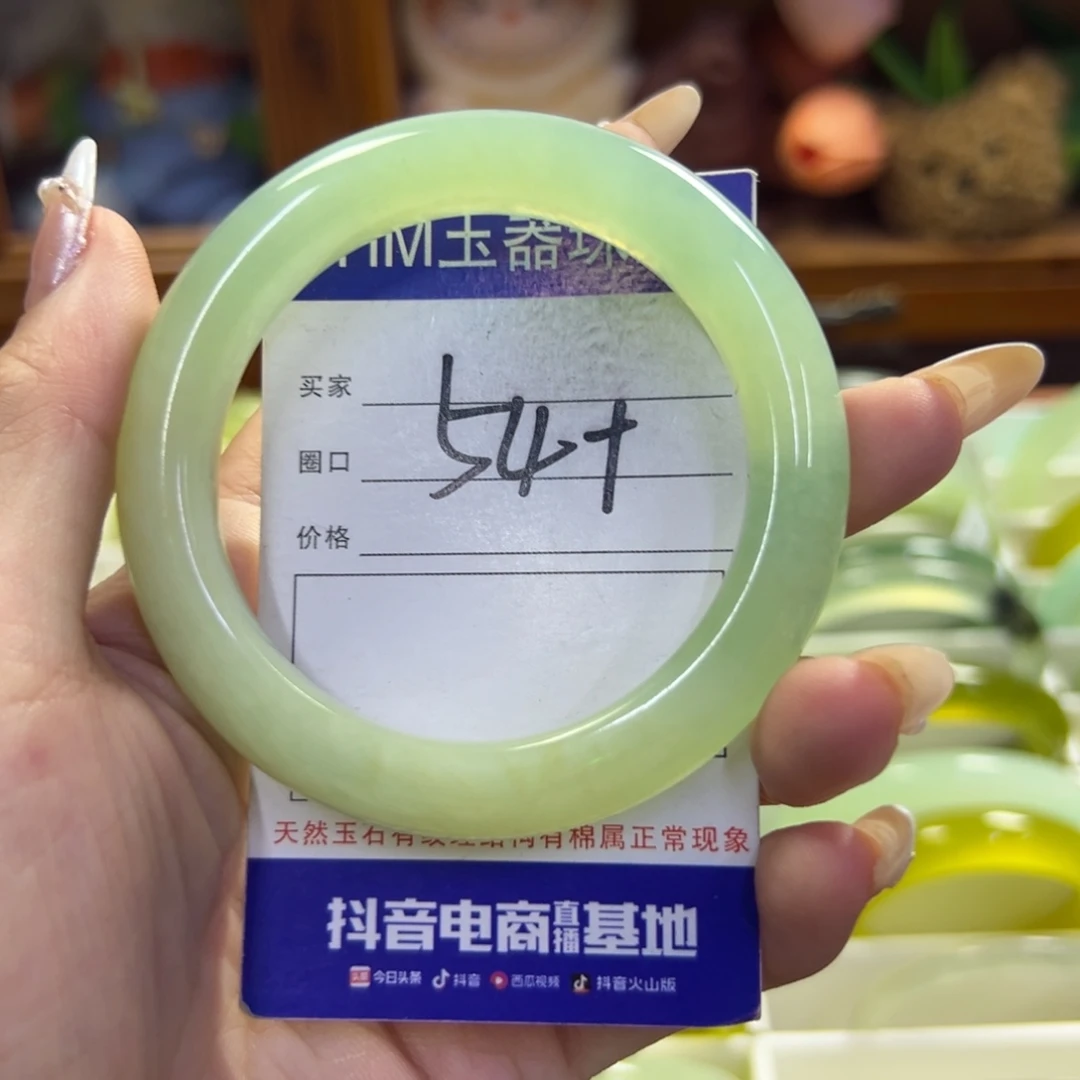 HM玉器珠
买家
圈口
54+
价格
天然玉石有纹理结构有棉属正常现象
抖音电商直播基地
今日头条 抖音 西瓜视频 抖音火山版